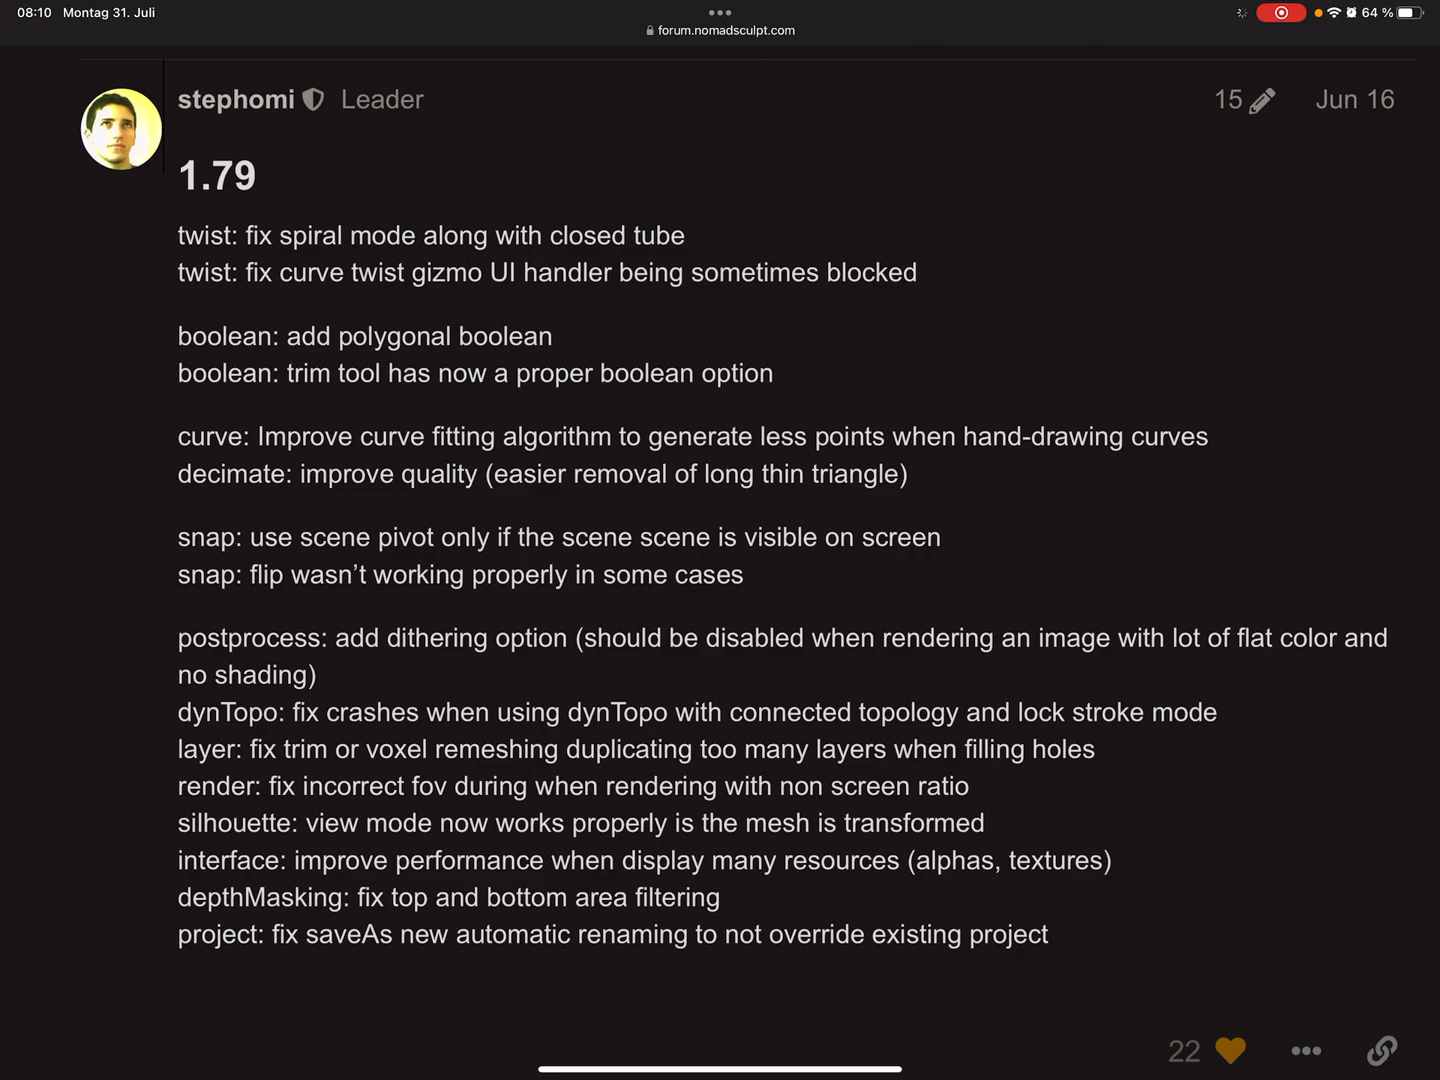 08:10 Montag 31. Juli
64 %
forum.nomadsculpt.com
stephomi Leader
15
Jun 16
1.79
twist: fix spiral mode along with closed tube
twist: fix curve twist gizmo UI handler being sometimes blocked
boolean: add polygonal boolean
boolean: trim tool has now a proper boolean option
curve: Improve curve fitting algorithm to generate less points when hand-drawing curves
decimate: improve quality (easier removal of long thin triangle)
snap: use scene pivot only if the scene scene is visible on screen
snap: flip wasn’t working properly in some cases
postprocess: add dithering option (should be disabled when rendering an image with lot of flat color and
no shading)
dynTopo: fix crashes when using dynTopo with connected topology and lock stroke mode
layer: fix trim or voxel remeshing duplicating too many layers when filling holes
render: fix incorrect fov during when rendering with non screen ratio
silhouette: view mode now works properly is the mesh is transformed
interface: improve performance when display many resources (alphas, textures)
depthMasking: fix top and bottom area filtering
project: fix saveAs new automatic renaming to not override existing project
22